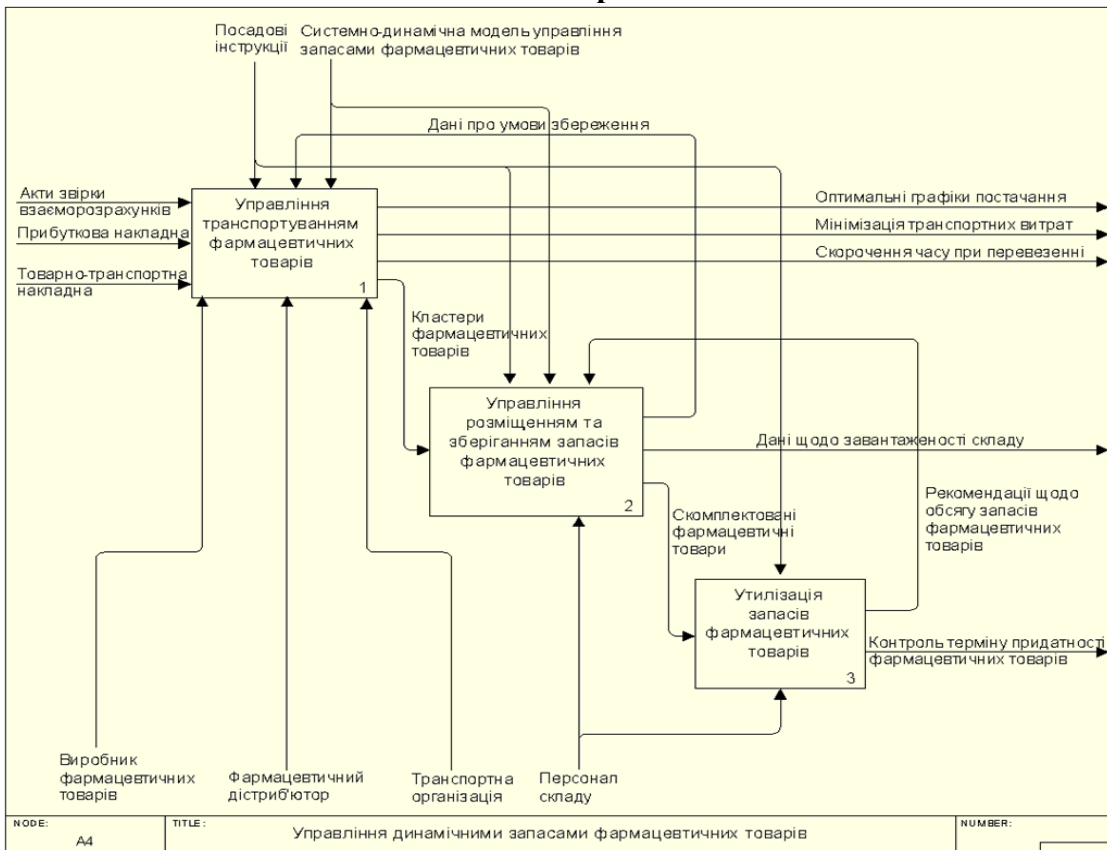 Посадові
інструкції
Системно-динамічна модель управління
запасами фармацевтичних товарів
Дані про умови збереження
Акти звірки
взаєморозрахунків
Прибуткова накладна
Товарно-транспортна
накладна
Управління
транспортуванням
фармацевтичних
товарів
1
Оптимальні графіки постачання
Мінімізація транспортних витрат
Скорочення часу при перевезенні
Кластери
фармацевтичних
товарів
Управління
розміщенням та
зберіганням запасів
фармацевтичних
товарів
2
Дані щодо завантаженості складу
Скомплектовані
фармацевтичні
товари
Рекомендації щодо
обсягу запасів
фармацевтичних
товарів
Утилізація
запасів
фармацевтичних
товарів
3
Контроль терміну придатності
фармацевтичних товарів
Виробник
фармацевтичних
товарів
Фармацевтичний
дістриб'ютор
Транспортна
організація
Персонал
складу
NODE:
A4
TITLE:
Управління динамічними запасами фармацевтичних товарів
NUMBER: